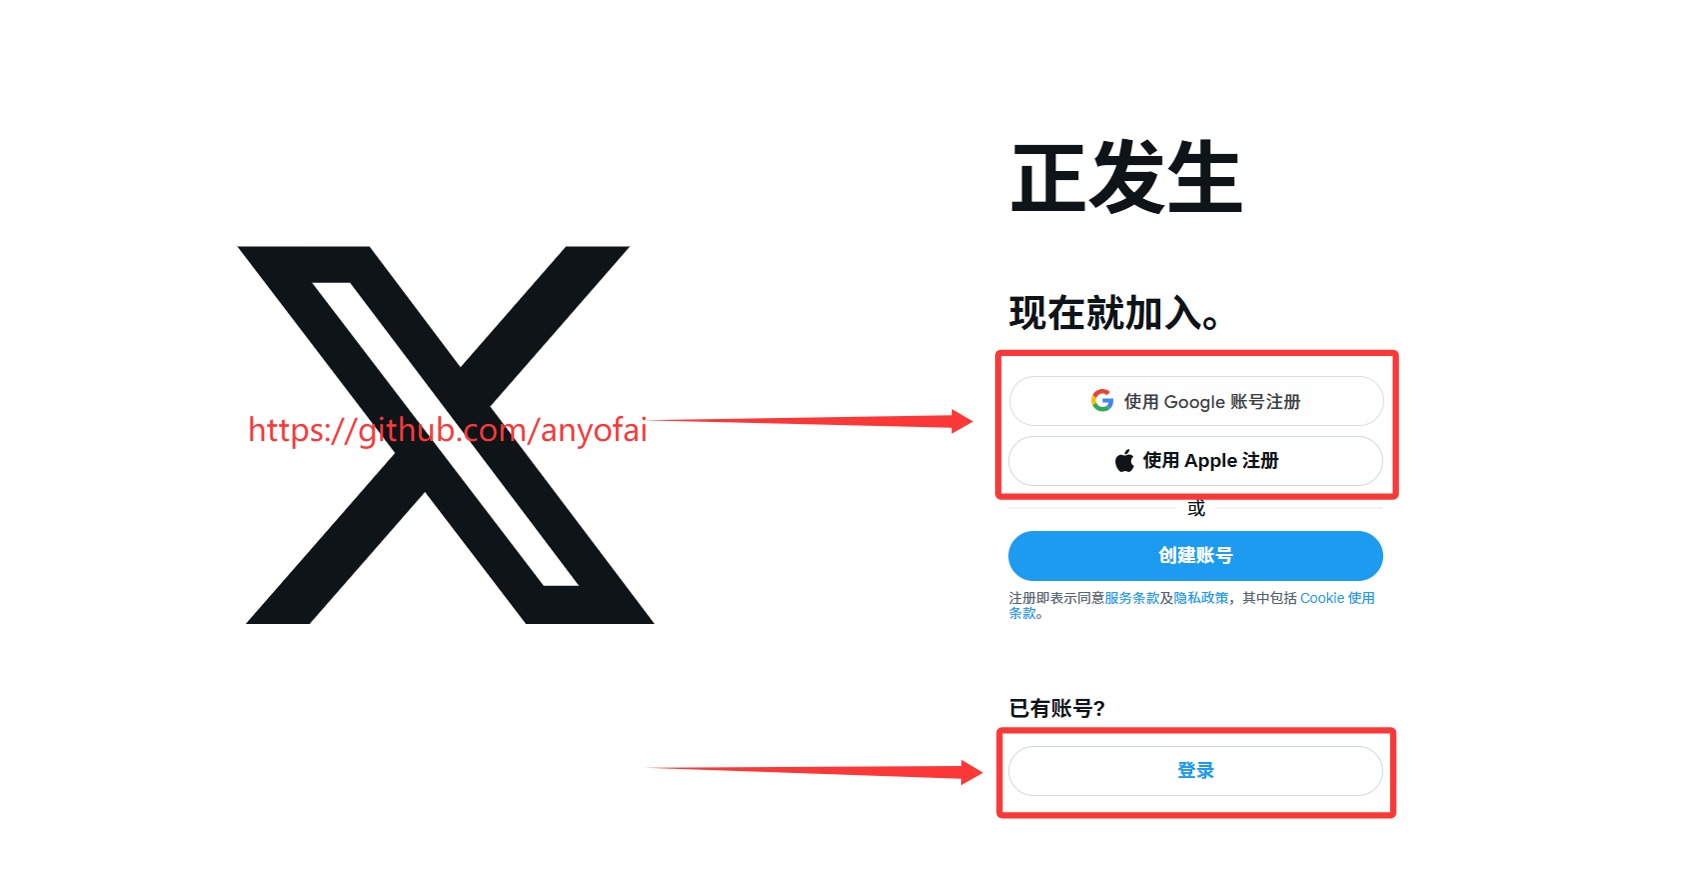 正发生
现在就加入。
https://github.com/anyofai
使用 Google 账号注册
使用 Apple 注册
或
创建账号
注册即表示同意服务条款及隐私政策，其中包括 Cookie 使用
条款。
已有账号?
登录